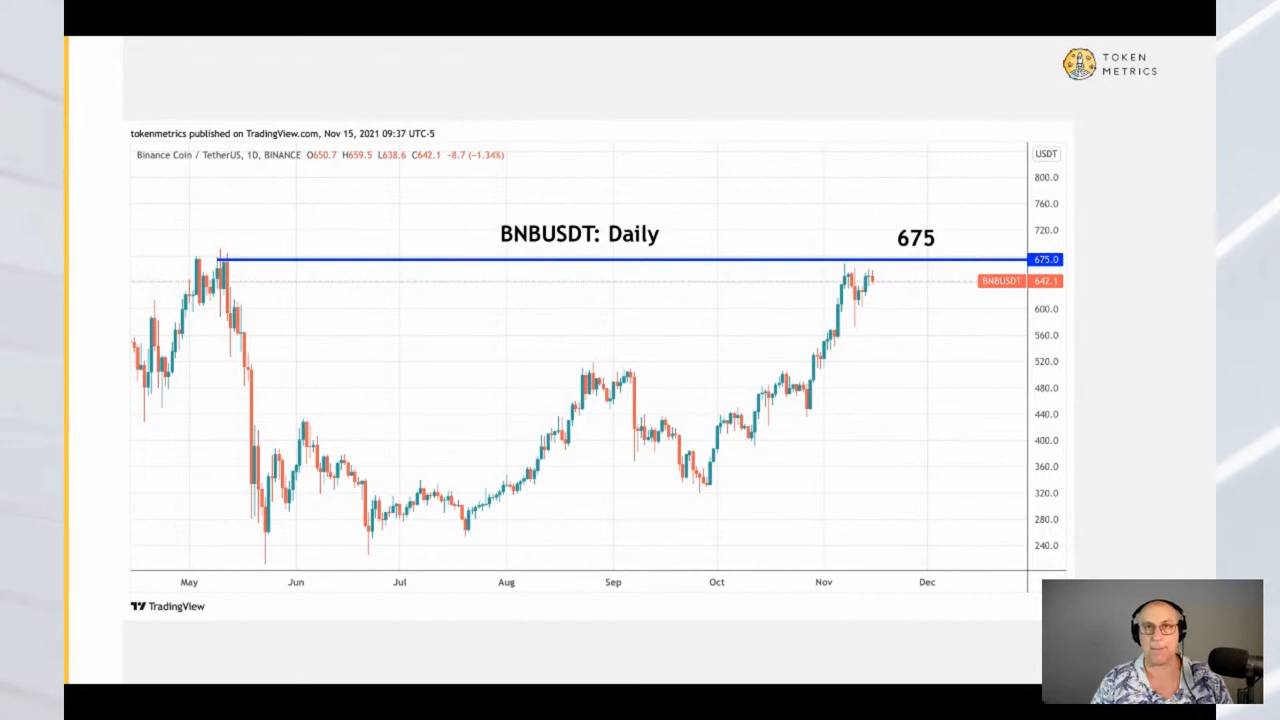 TOKEN
METRICS
tokenmetrics published on TradingView.com, Nov 15, 2021 09:37 UTC-5
Binance Coin / TetherUS, 1D, BINANCE O650.7 H659.5 L638.6 C642.1 -8.7 (-1.34%)
USDT
800.0
760.0
720.0
BNBUSDT: Daily
675
675.0
BNBUSDT 642.1
600.0
560.0
520.0
480.0
440.0
400.0
360.0
320.0
280.0
240.0
May Jun Jul Aug Sep Oct Nov Dec
TradingView